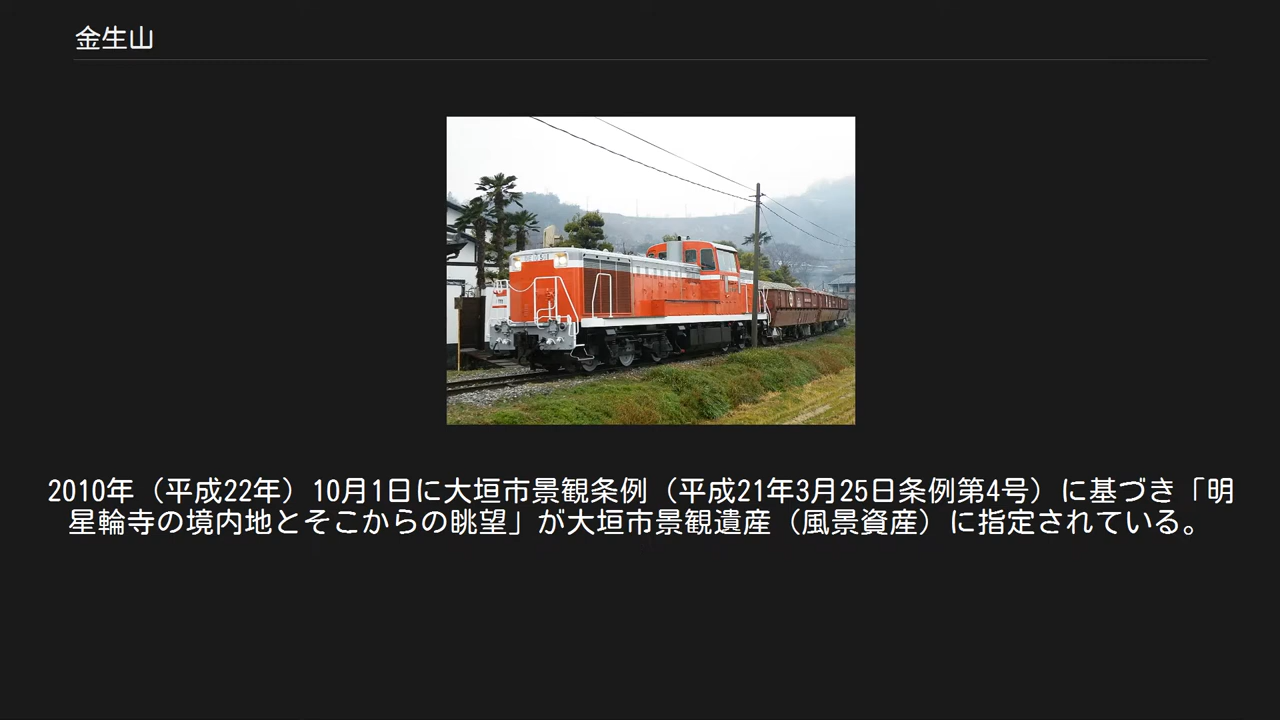 金生山
2010年（平成22年）10月1日に大垣市景観条例（平成21年3月25日条例第4号）に基づき「明
星輪寺の境内地とそこからの眺望」が大垣市景観遺産（風景資産）に指定されている。